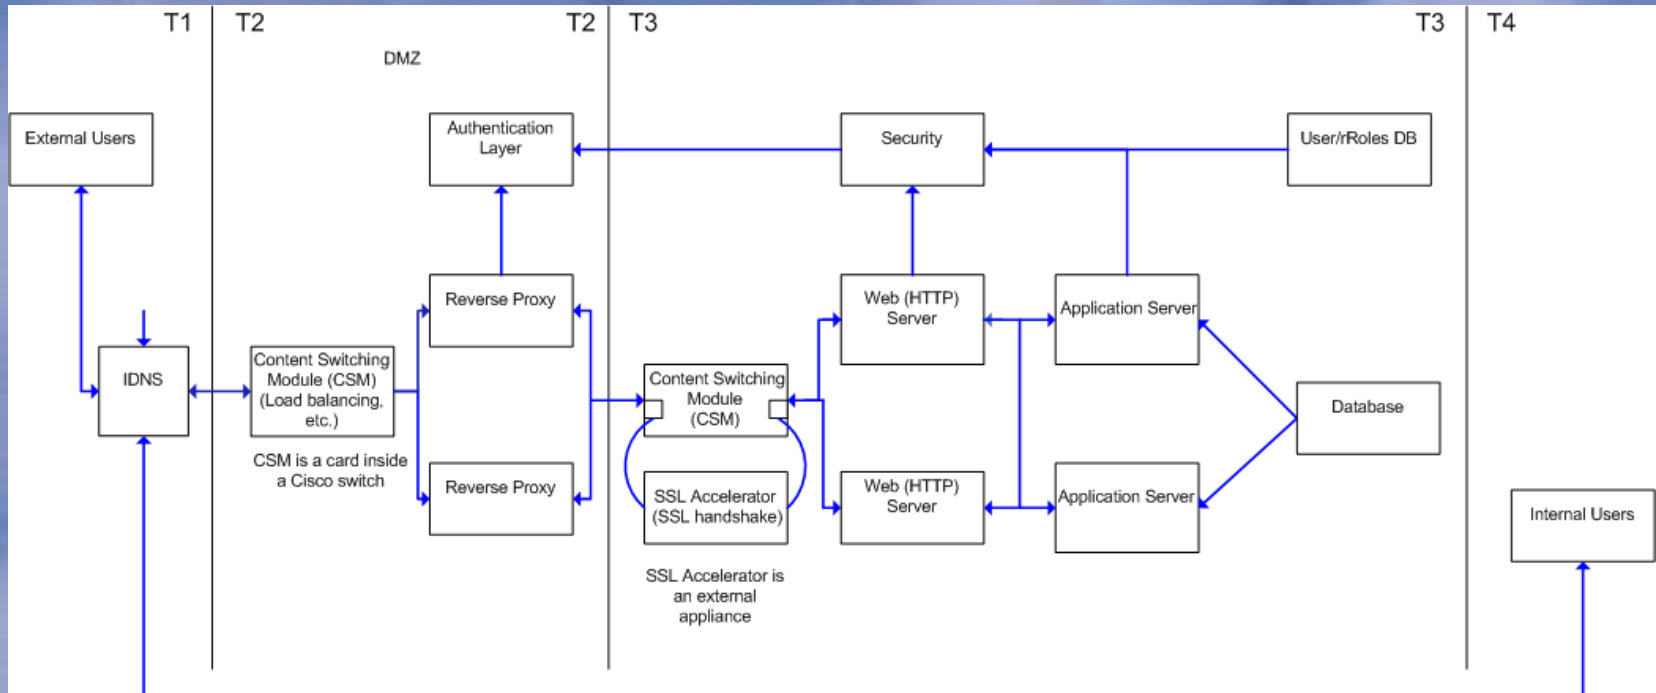 T1
T2
T2
T3
T3
T4
DMZ
External Users
Authentication
Layer
Security
User/rRoles DB
Reverse Proxy
Web (HTTP)
Server
Application Server
IDNS
Content Switching
Module (CSM)
(Load balancing,
etc.)
CSM is a card inside
a Cisco switch
Content Switching
Module
(CSM)
Database
Reverse Proxy
SSL Accelerator
(SSL handshake)
Web (HTTP)
Server
Application Server
Internal Users
SSL Accelerator is
an external
appliance